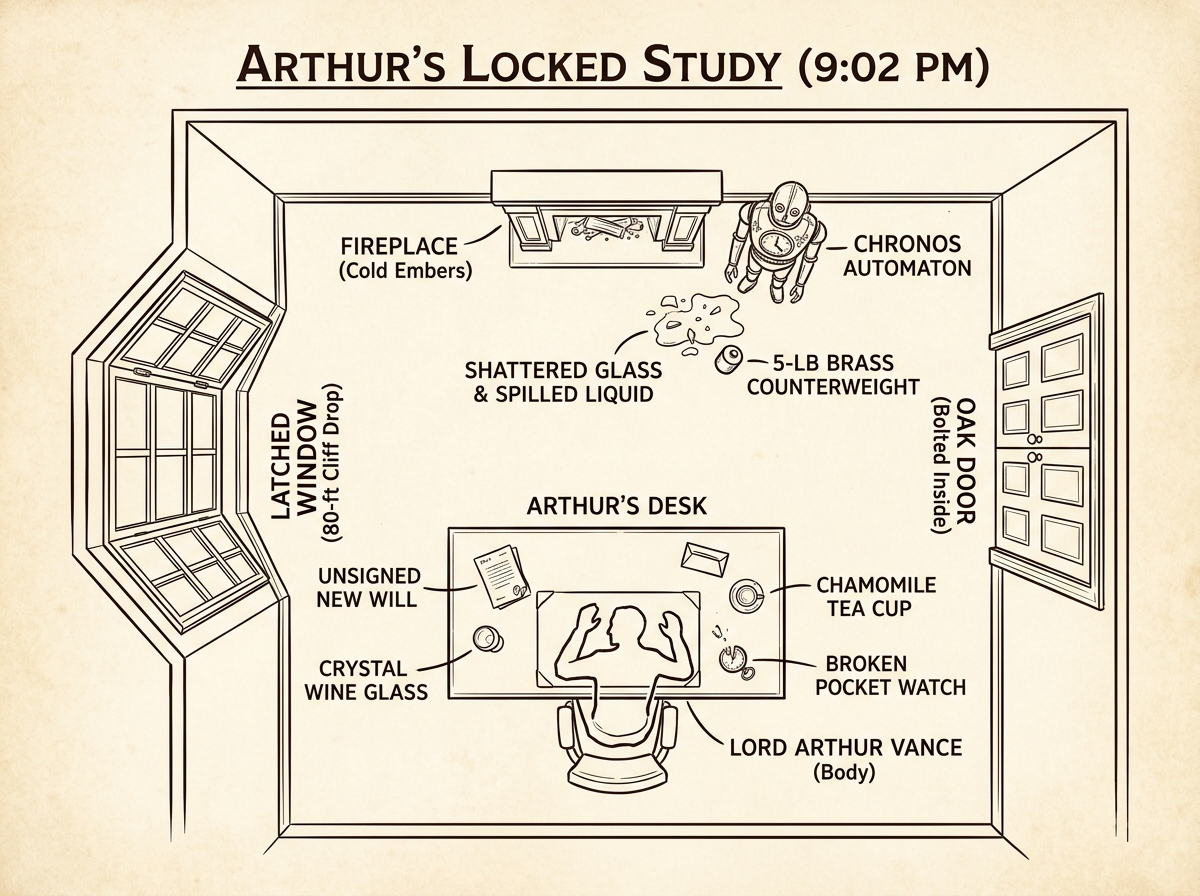 ARTHUR'S LOCKED STUDY (9:02 PM)
FIREPLACE
(Cold Embers)
CHRONOS
AUTOMATON
SHATTERED GLASS
& SPILLED LIQUID
5-LB BRASS
COUNTERWEIGHT
LATCHED
WINDOW
(80-ft Cliff Drop)
OAK DOOR
(Bolted Inside)
ARTHUR'S DESK
UNSIGNED
NEW WILL
CHAMOMILE
TEA CUP
CRYSTAL
WINE GLASS
BROKEN
POCKET WATCH
LORD ARTHUR VANCE
(Body)